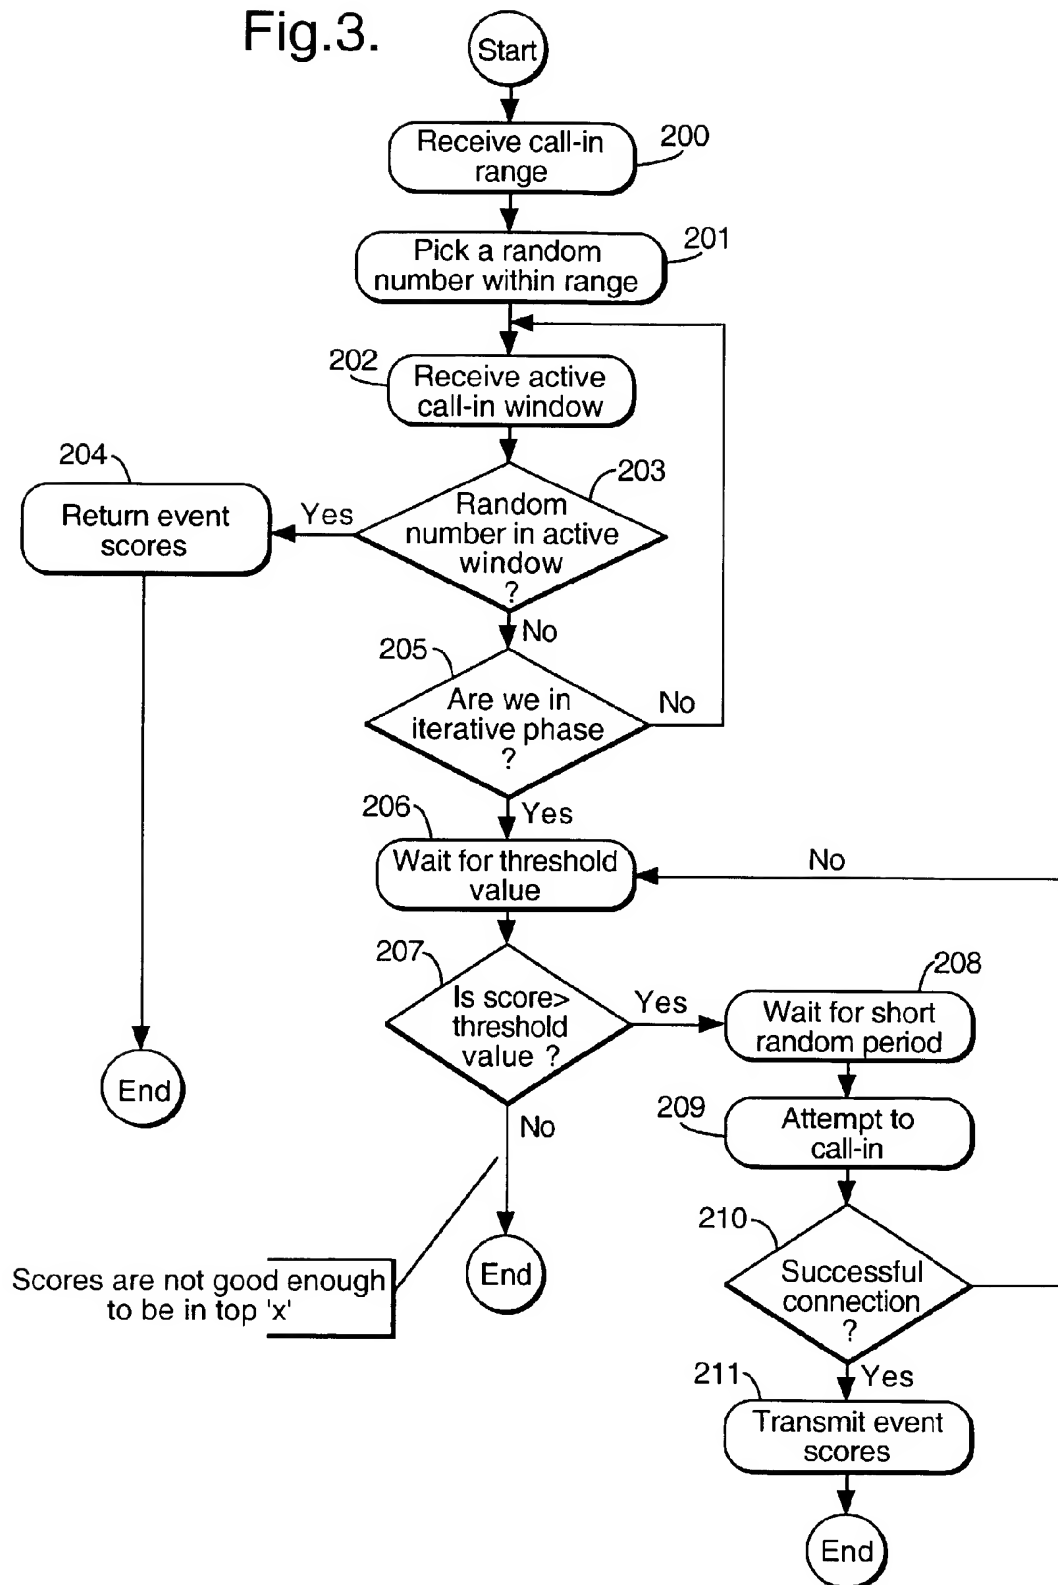 Fig.3.
Start
Receive call-in
range
200
Pick a random
number within range
201
202
Receive active
call-in window
204
Return event
scores
Yes
203
Random
number in active
window
?
No
205
Are we in
iterative phase
?
No
Yes
206
Wait for threshold
value
No
207
Is score>
threshold
value ?
Yes
208
Wait for short
random period
End
No
209
Attempt to
call-in
210
Successful
connection
?
Scores are not good enough
to be in top 'x'
End
Yes
211
Transmit event
scores
End